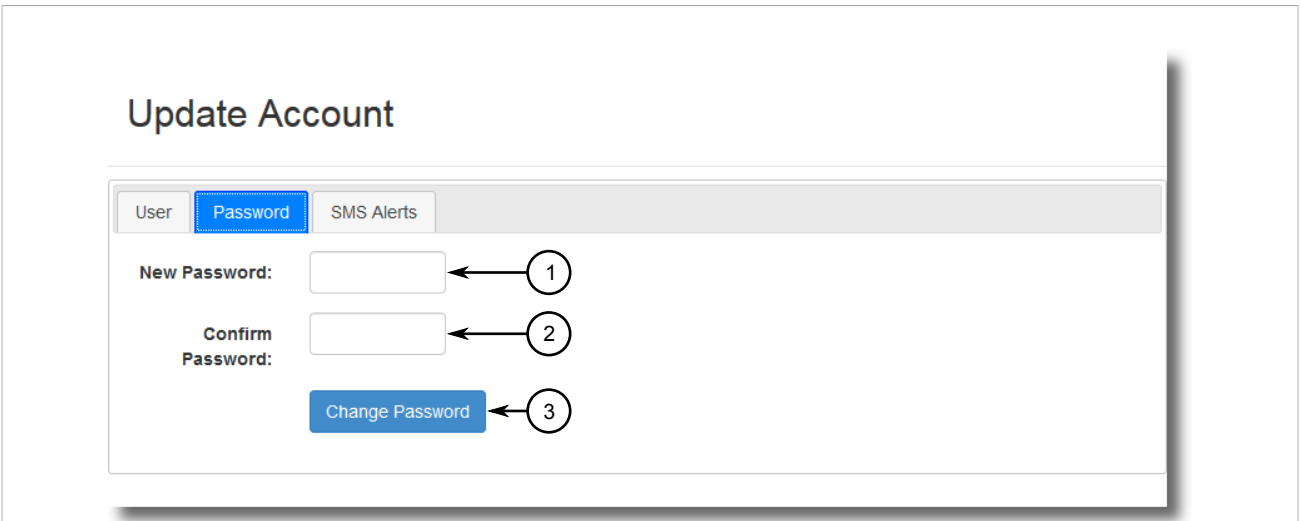 Update Account
User Password SMS Alerts
New Password: 1
Confirm 2
Password:
Change Password 3